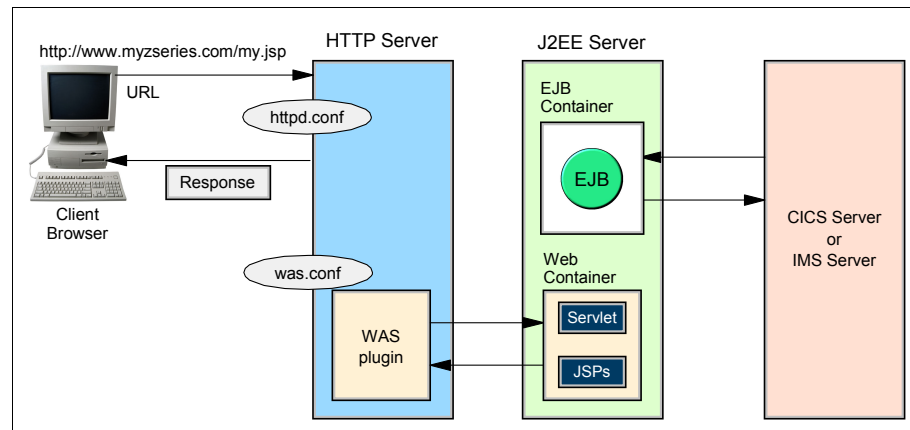 HTTP Server
J2EE Server
http://www.myzseries.com/my.jsp
URL
httpd.conf
Response
Client
Browser
was.conf
WAS
plugin
EJB
Container
EJB
Web
Container
Servlet
JSPs
CICS Server
or
IMS Server